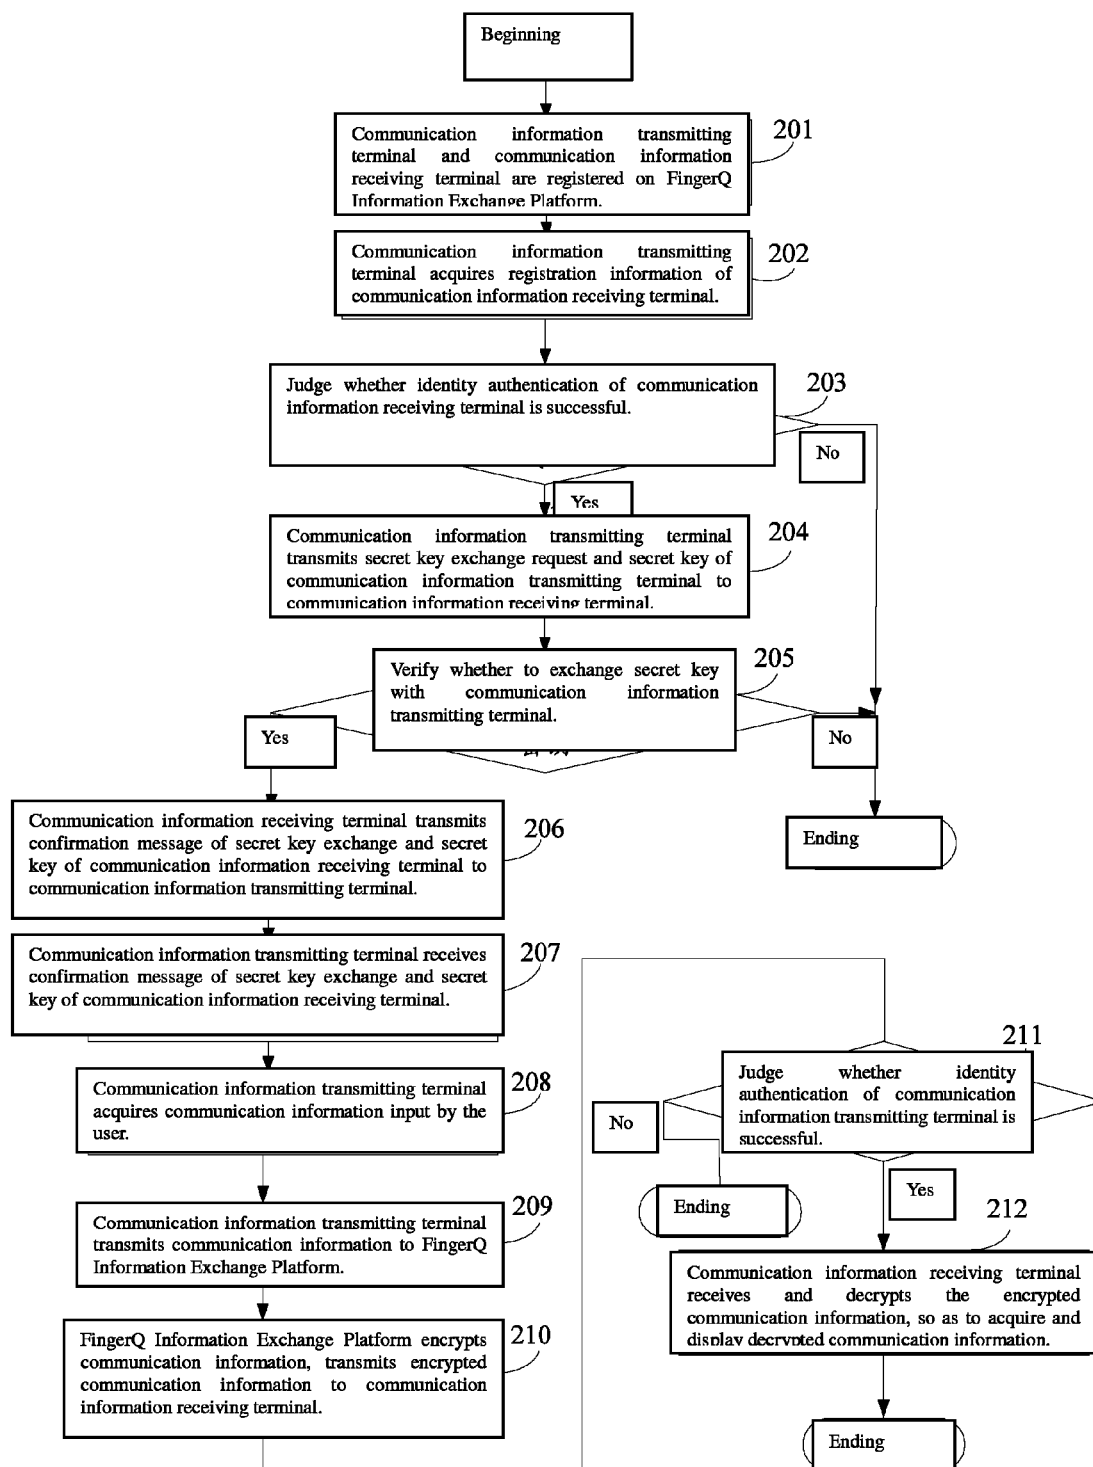 Beginning
Communication information transmitting
terminal and communication information
receiving terminal are registered on FingerQ
Information Exchange Platform.
201
Communication information transmitting
terminal acquires registration information of
communication information receiving terminal.
202
Judge whether identity authentication of communication
information receiving terminal is successful.
203
No
Yes
Communication information transmitting terminal
transmits secret key exchange request and secret key of
communication information transmitting terminal to
communication information receiving terminal.
204
Verify whether to exchange secret key
with communication information
transmitting terminal.
205
Yes
No
Ending
Communication information receiving terminal transmits
confirmation message of secret key exchange and secret
key of communication information receiving terminal to
communication information transmitting terminal.
206
Communication information transmitting terminal receives
confirmation message of secret key exchange and secret
key of communication information receiving terminal.
207
Communication information transmitting terminal
acquires communication information input by the
user.
208
Communication information transmitting terminal
transmits communication information to FingerQ
Information Exchange Platform.
209
FingerQ Information Exchange Platform encrypts
communication information, transmits encrypted
communication information to communication
information receiving terminal.
210
Judge whether identity
authentication of communication
information transmitting terminal is
successful.
211
No
Ending
Yes
Communication information receiving terminal
receives and decrypts the encrypted
communication information, so as to acquire and
display decrypted communication information.
212
Ending